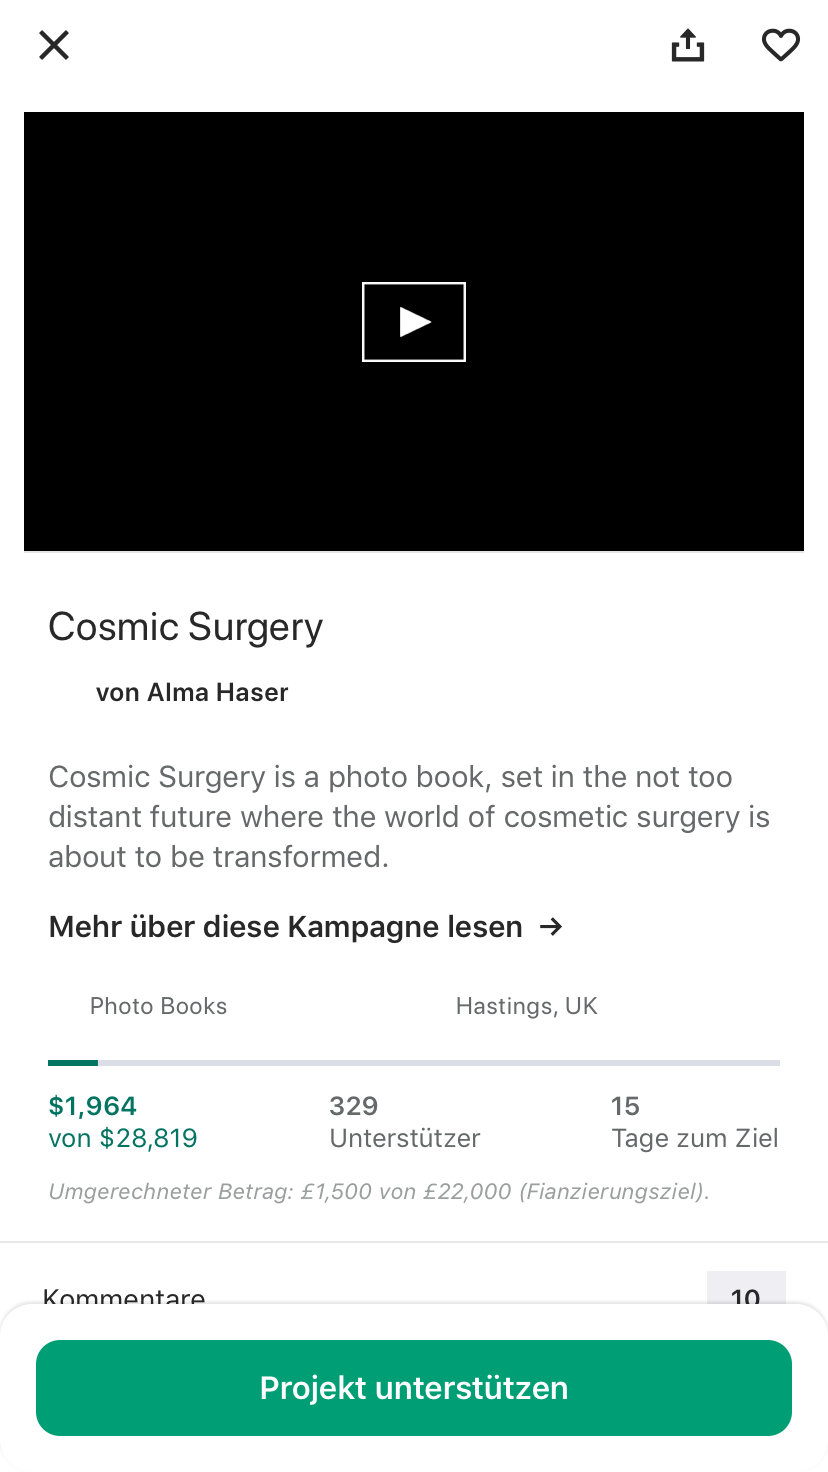 Cosmic Surgery
von Alma Haser
Cosmic Surgery is a photo book, set in the not too
distant future where the world of cosmetic surgery is
about to be transformed.
Mehr über diese Kampagne lesen →
Photo Books
Hastings, UK
$1,964
von $28,819
329
Unterstützer
15
Tage zum Ziel
Umgerechneter Betrag: £1,500 von £22,000 (Fianzierungsziel).
Kommentare
10
Projekt unterstützen